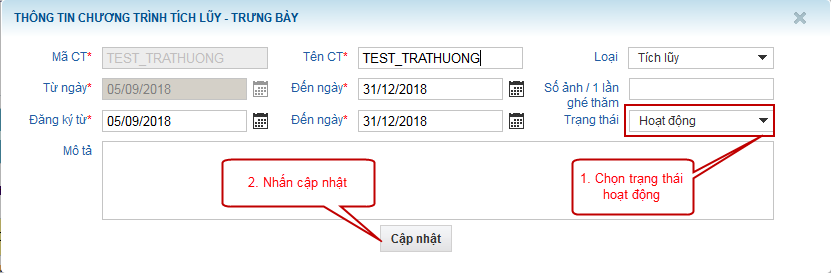 THÔNG TIN CHƯƠNG TRÌNH TÍCH LŨY - TRƯNG BÀY
Mã CT* TEST_TRATHUONG Tên CT* TEST_TRATHUONG Loại Tích lũy
Từ ngày* 05/09/2018 Đến ngày* 31/12/2018 Số ảnh / 1 lần
ghé thăm
Đăng ký từ* 05/09/2018 Đến ngày* 31/12/2018 Trạng thái Hoạt động
Mô tả
2. Nhấn cập nhật
1. Chọn trạng thái
hoạt động
Cập nhật